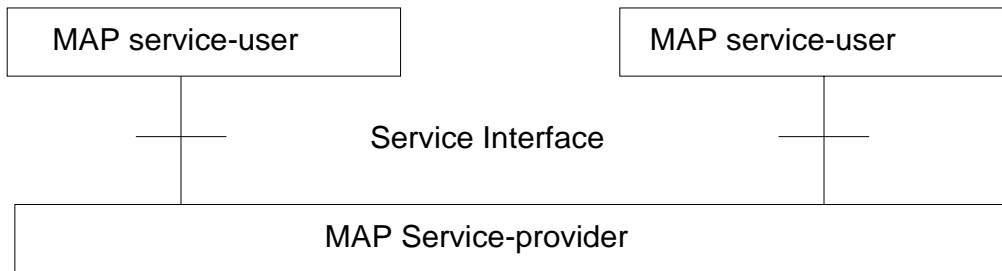 MAP service-user
MAP service-user
Service Interface
MAP Service-provider